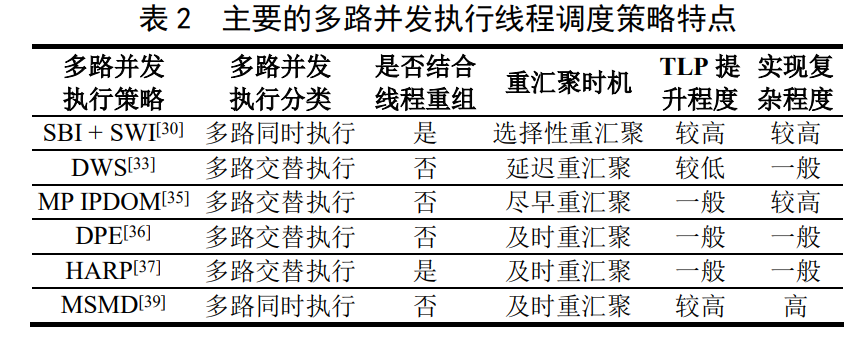 表 2 主要的多路并发执行线程调度策略特点
多路并发执行策略 多路并发执行分类 是否结合线程重组 重汇聚时机 TLP 提升程度 实现复杂程度
SBI + SWI[30] 多路同时执行 是 选择性重汇聚 较高 较高
DWS[33] 多路交替执行 否 延迟重汇聚 较低 一般
MP IPDOM[35] 多路交替执行 否 尽早重汇聚 一般 较高
DPE[36] 多路交替执行 否 及时重汇聚 一般 一般
HARP[37] 多路交替执行 是 及时重汇聚 一般 一般
MSMD[39] 多路同时执行 否 及时重汇聚 较高 高